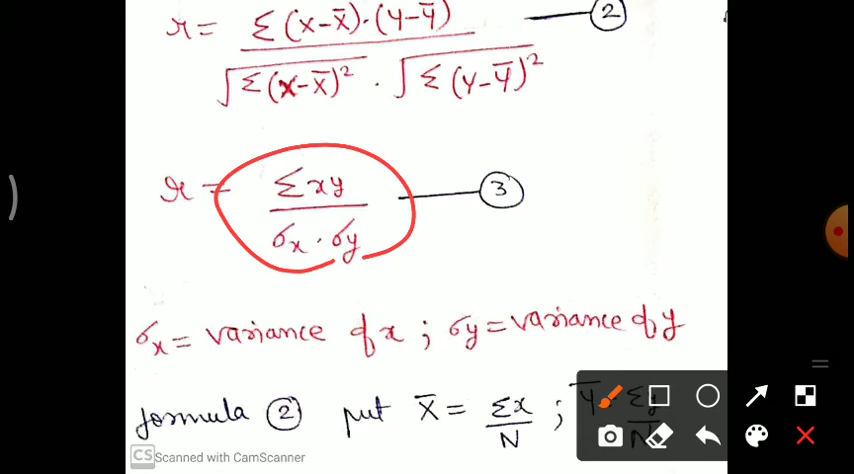 r = Σ(x-x̄)·(y-ȳ) / √Σ(x-x̄)² · √Σ(y-ȳ)² — ②
r = Σxy / σx · σy — ③
σx = variance of x ; σy = variance of y
formula ② put X̄ = Σx / N ; Ȳ Σy / N
CS Scanned with CamScanner